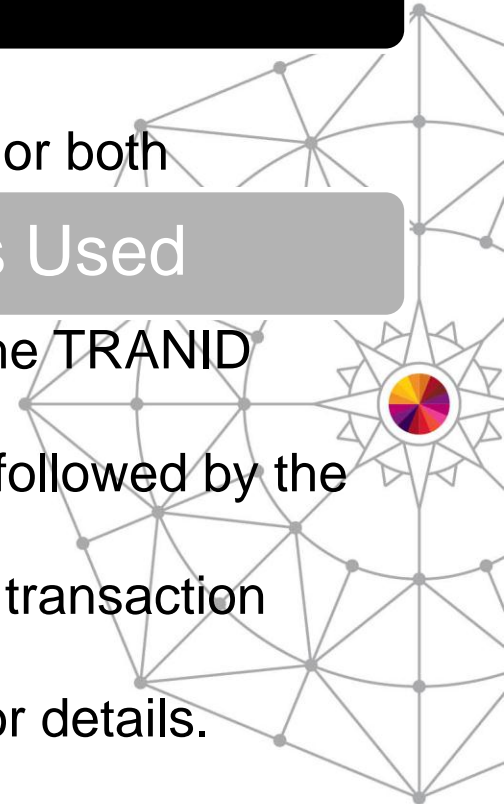 or both
s Used
he TRANID
followed by the
transaction
or details.